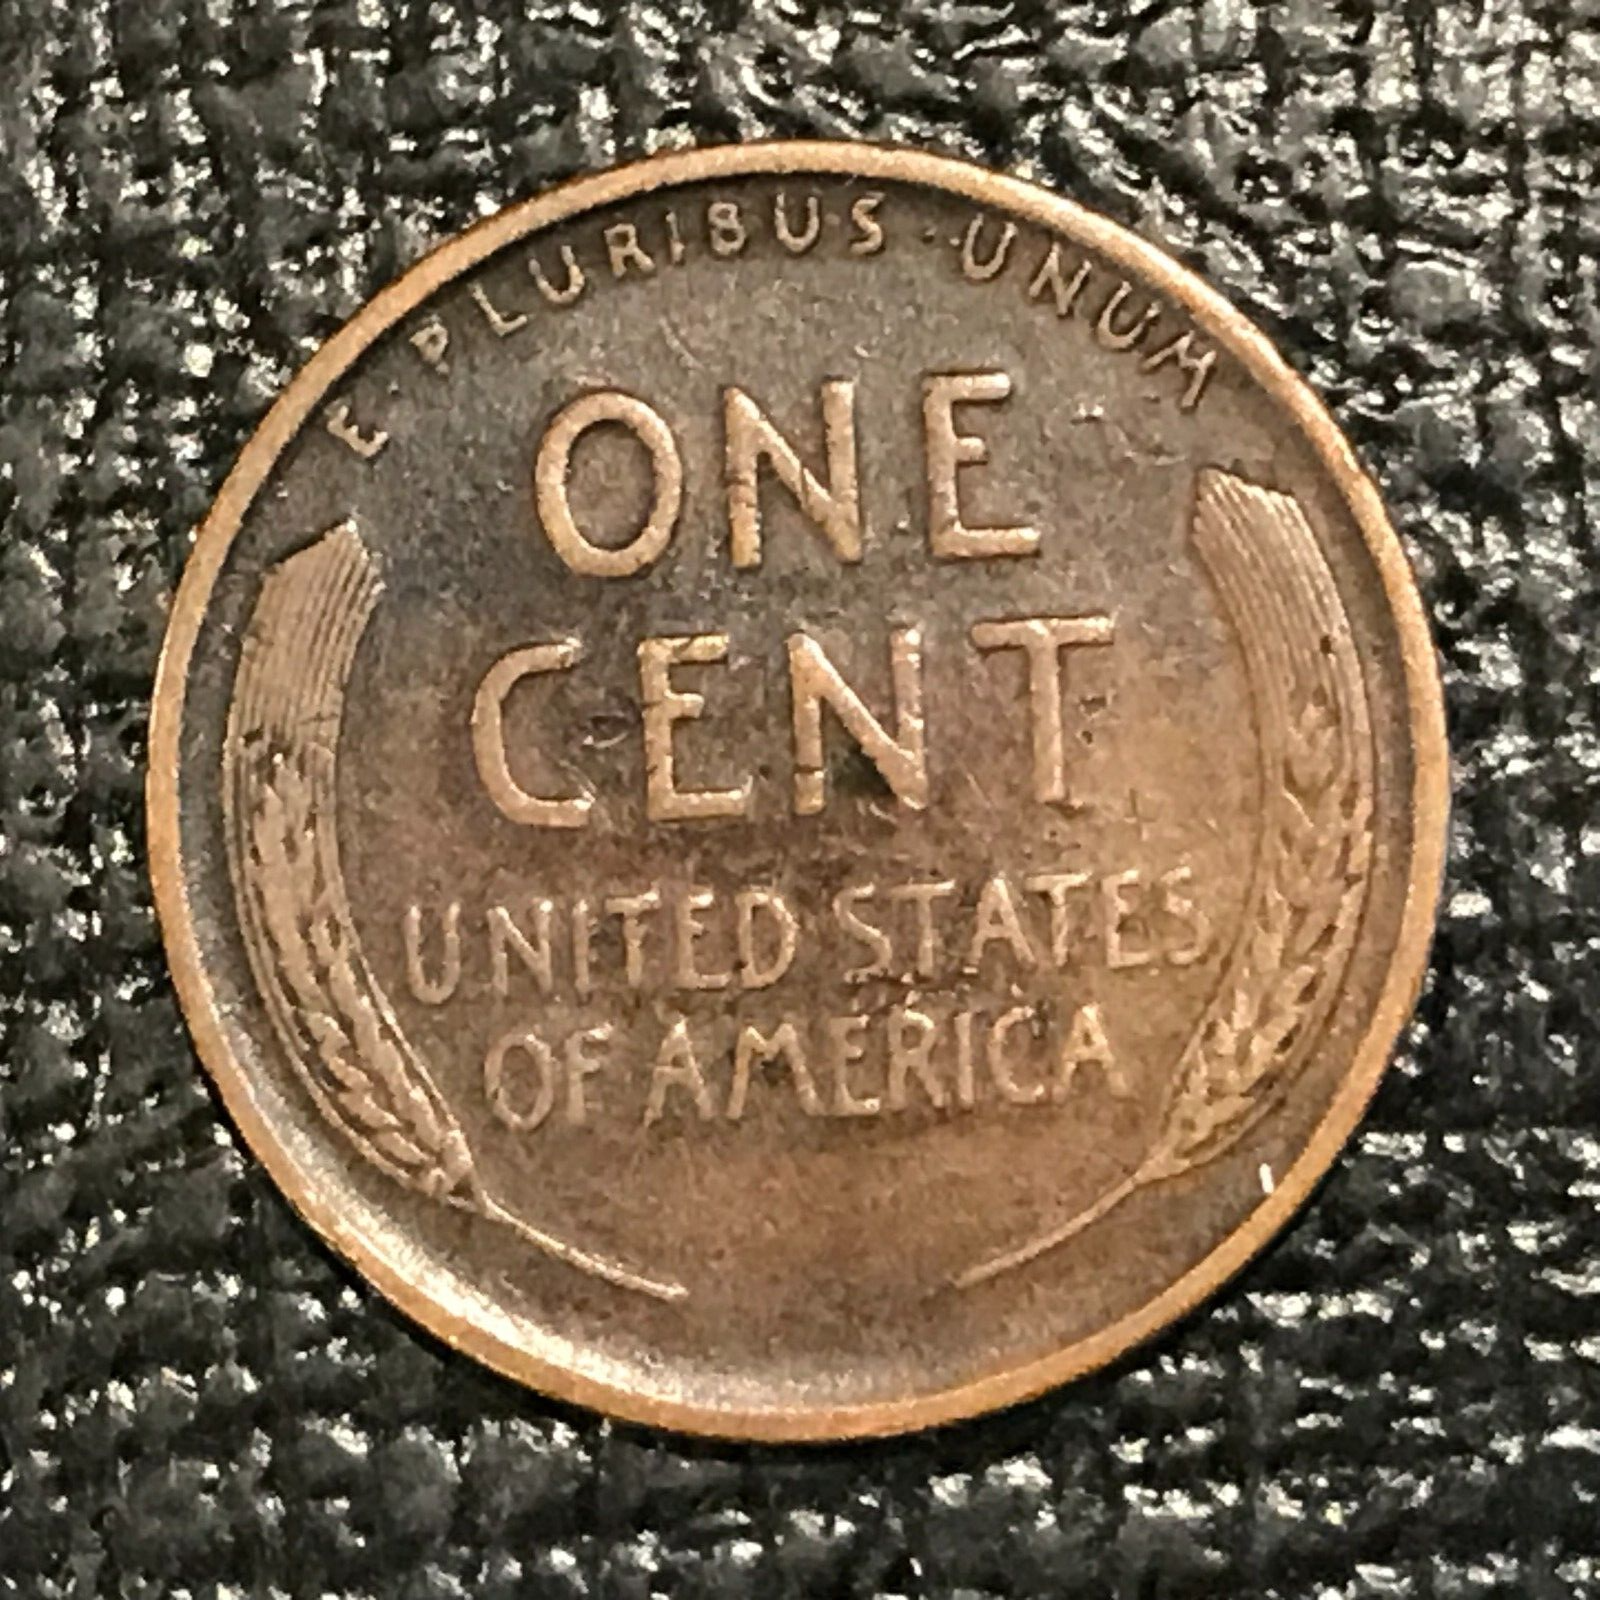 E·PLURIBUS·UNUM
ONE
CENT
UNITED STATES
OF AMERICA